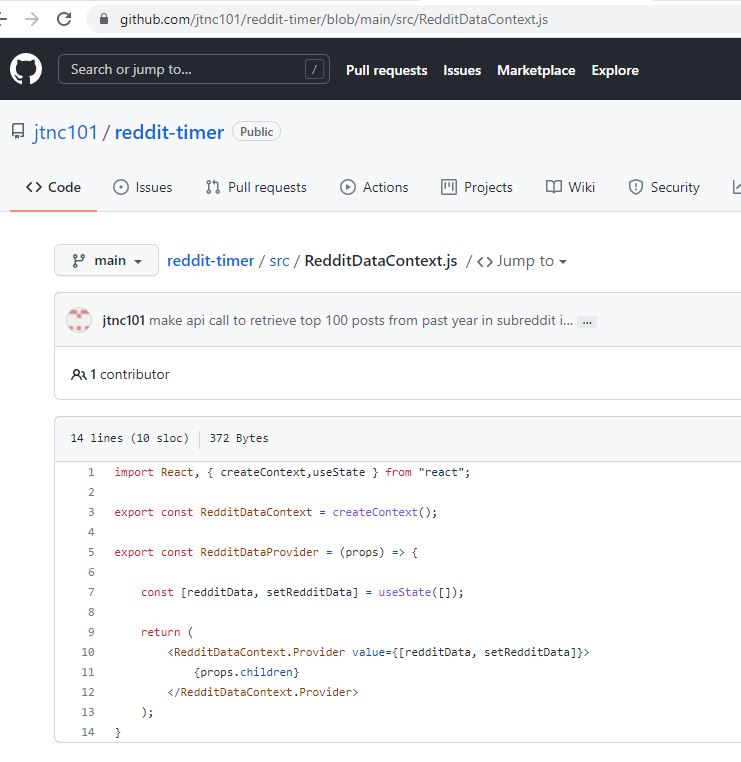 github.com/jtnc101/reddit-timer/blob/main/src/RedditDataContext.js
Search or jump to... / Pull requests Issues Marketplace Explore
jtnc101 / reddit-timer Public
Code Issues Pull requests Actions Projects Wiki Security
main reddit-timer / src / RedditDataContext.js / <> Jump to
jtnc101 make api call to retrieve top 100 posts from past year in subreddit i... ...
1 contributor
14 lines (10 sloc) 372 Bytes
1 import React, { createContext,useState } from "react";
2
3 export const RedditDataContext = createContext();
4
5 export const RedditDataProvider = (props) => {
6
7 const [redditData, setRedditData] = useState([]);
8
9 return (
10 <RedditDataContext.Provider value={[redditData, setRedditData]}>
11 {props.children}
12 </RedditDataContext.Provider>
13 );
14 }